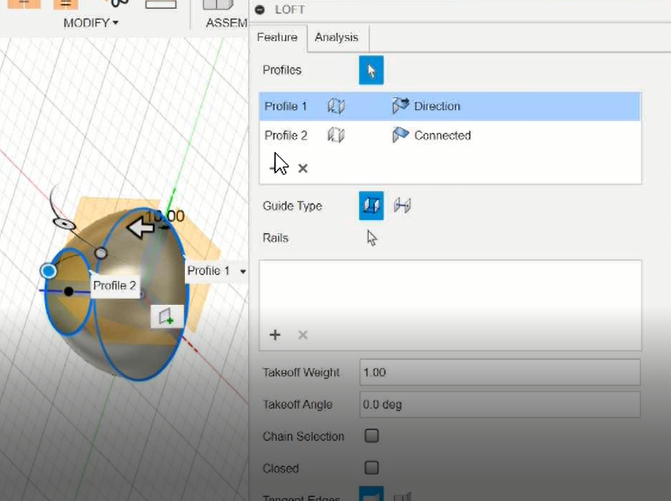 MODIFY ▾
ASSEM
LOFT
Feature
Analysis
Profiles
Profile 1
Direction
Profile 2
Connected
Guide Type
Rails
Takeoff Weight
1.00
Takeoff Angle
0.0 deg
Chain Selection
Closed
Tangent Edges
10.00
Profile 1
Profile 2